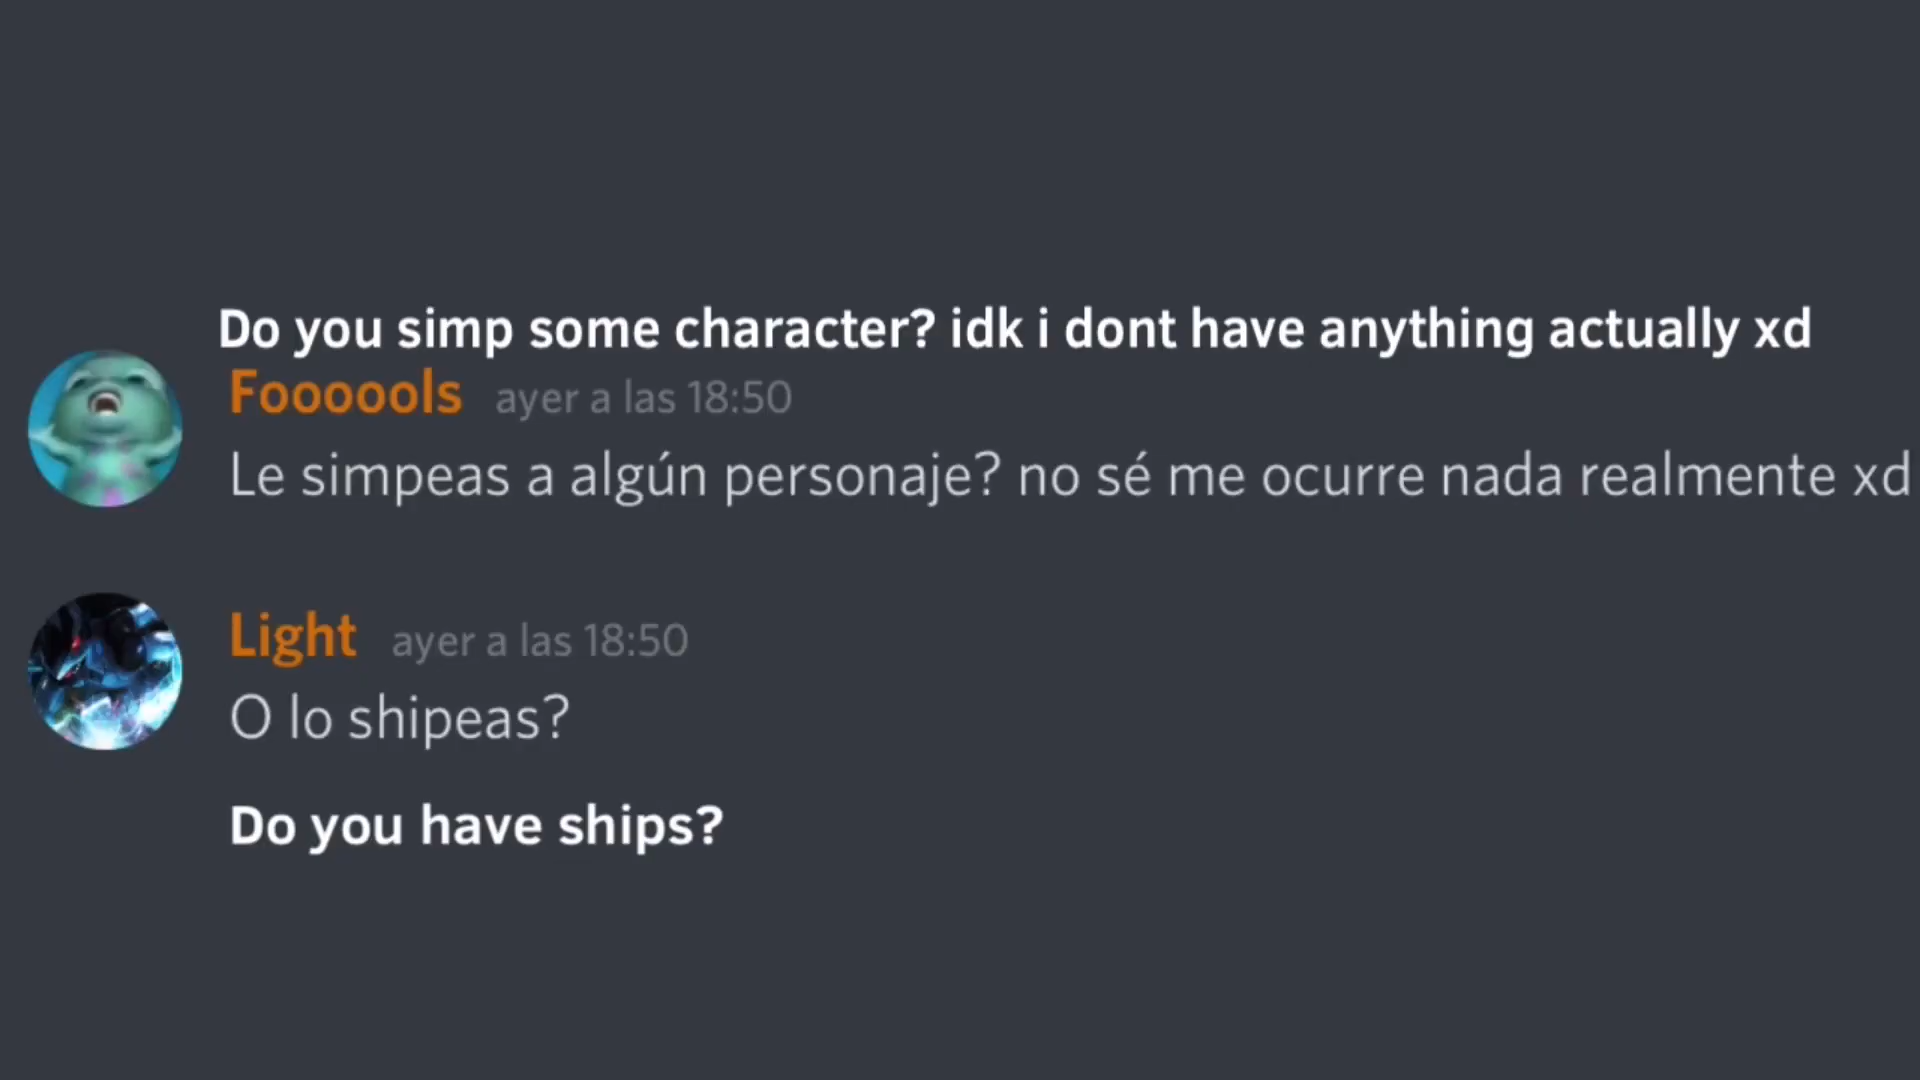 Do you simp some character? idk i dont have anything actually xd
Foooools ayer a las 18:50
Le simpeas a algún personaje? no sé me ocurre nada realmente xd
Light ayer a las 18:50
O lo shipeas?
Do you have ships?